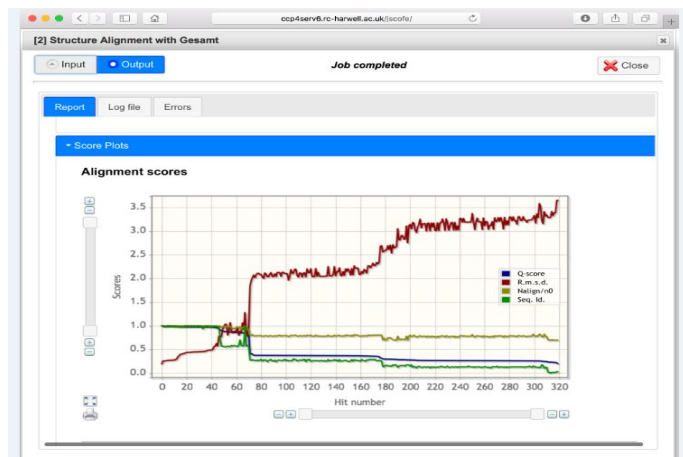 ccp4serv6.rc-harwell.ac.uk/jscofe/
[2] Structure Alignment with Gesamt
Input Output Job completed Close
Report Log file Errors
Score Plots
Alignment scores
3.5
3.0
2.5
2.0
1.5
1.0
0.5
0.0
Scores
Q-score
R.m.s.d.
Nalign/n0
Seq. Id.
0 20 40 60 80 100 120 140 160 180 200 220 240 260 280 300 320
Hit number